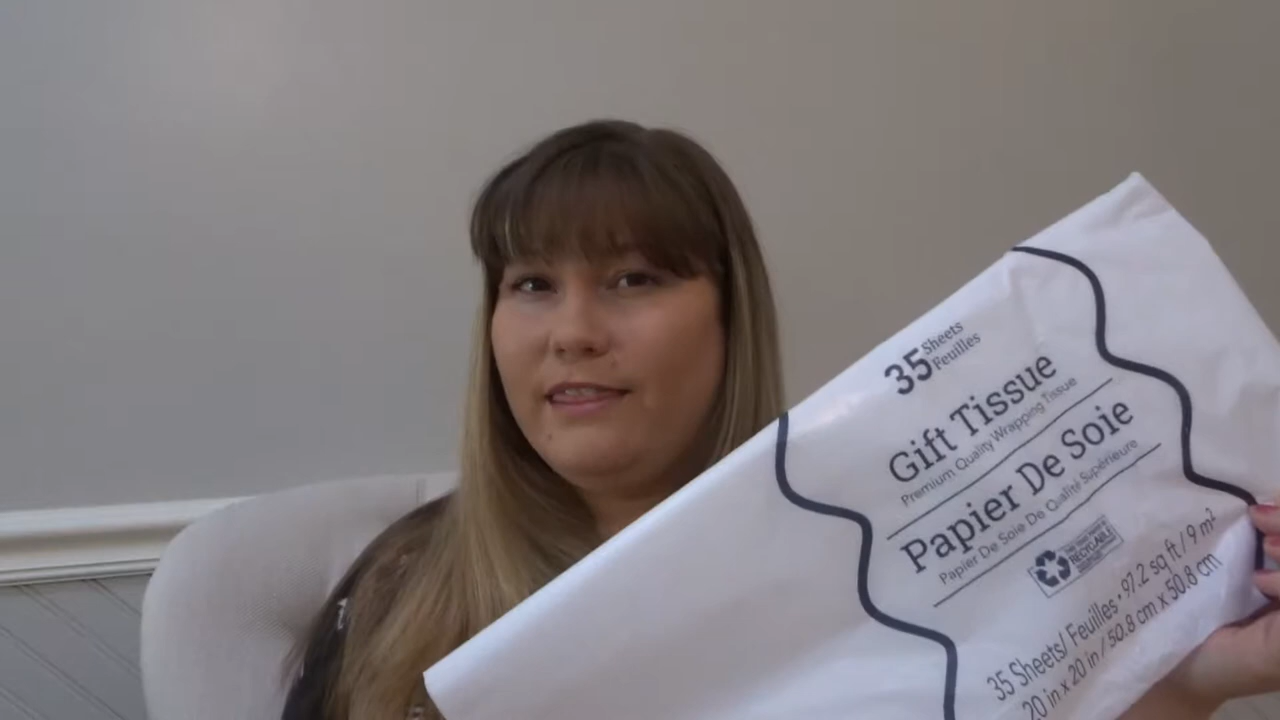 35 Sheets
Feuilles
Gift Tissue
Premium Quality Wrapping Tissue
Papier De Soie
Papier De Soie De Qualité Supérieure
RECYCLABLE
35 Sheets/ Feuilles • 97.2 sq ft / 9 m²
20 in x 20 in / 50.8 cm x 50.8 cm